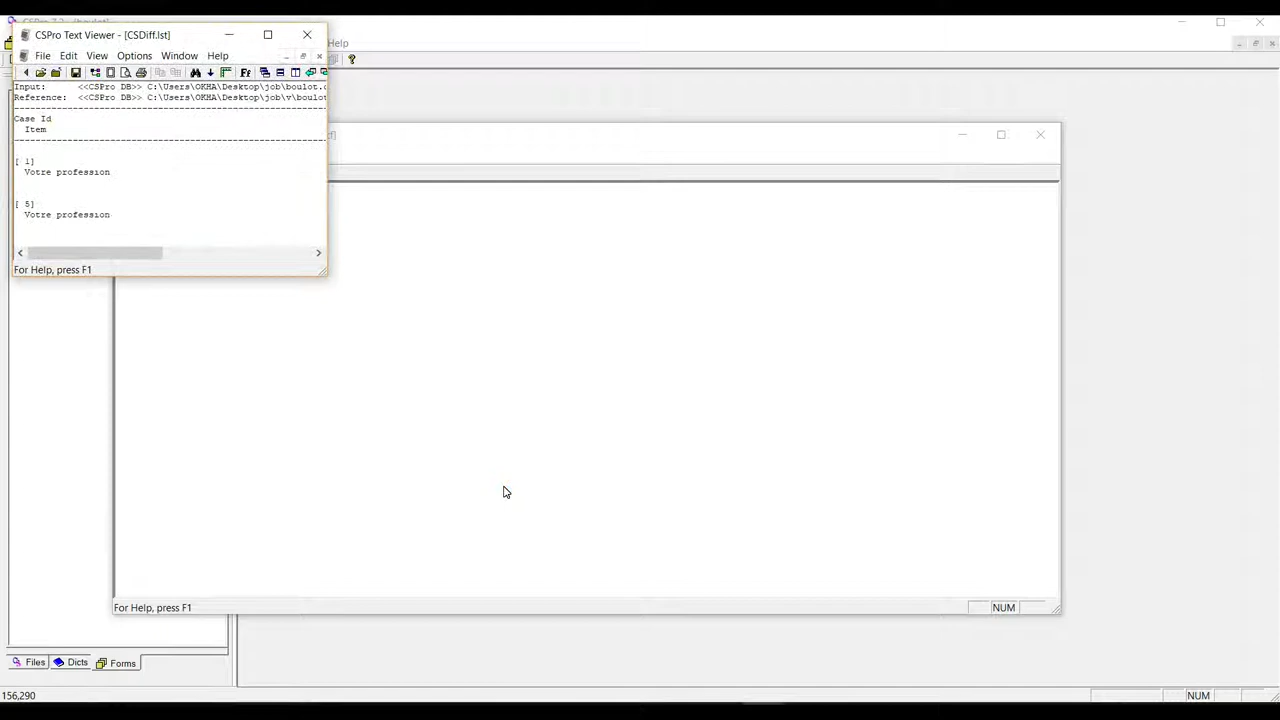 CSPro Text Viewer - [CSDiff.lst]
File Edit View Options Window Help
Help
Ff
Input: <<CSPro DB>> C:\Users\OKHA\Desktop\job\boulot.
Reference: <<CSPro DB>> C:\Users\OKHA\Desktop\job\v\boulot
Case Id
Item
[ 1]
Votre profession
[ 5]
Votre profession
For Help, press F1
For Help, press F1
NUM
Files Dicts Forms
156,290
NUM